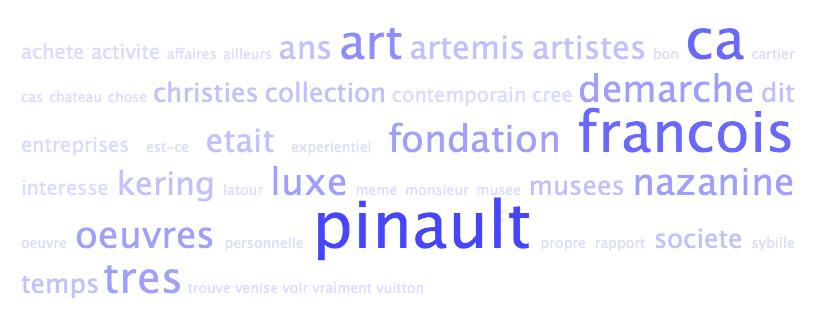 achete activite affaires ailleurs ans art artemis artistes bon ca cartier
cas chateau chose christies collection contemporain cree demarche dit
entreprises est-ce etait experientiel fondation francois
interesse kering latour luxe meme monsieur musee musees nazanine
oeuvre oeuvres personnelle pinault propre rapport societe sybille
temps tres trouve venise voir vraiment vuitton